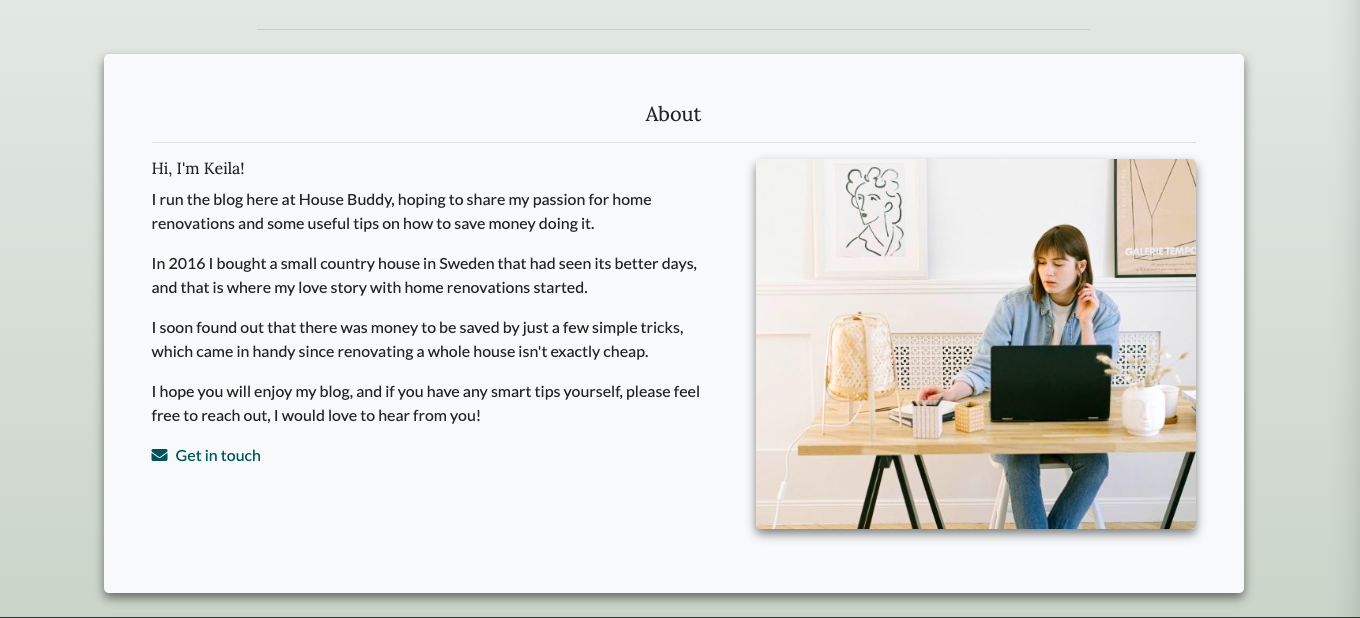 About
Hi, I'm Keila!
I run the blog here at House Buddy, hoping to share my passion for home
renovations and some useful tips on how to save money doing it.
In 2016 I bought a small country house in Sweden that had seen its better days,
and that is where my love story with home renovations started.
I soon found out that there was money to be saved by just a few simple tricks,
which came in handy since renovating a whole house isn't exactly cheap.
I hope you will enjoy my blog, and if you have any smart tips yourself, please feel
free to reach out, I would love to hear from you!
Get in touch
GALERIE TEMPO